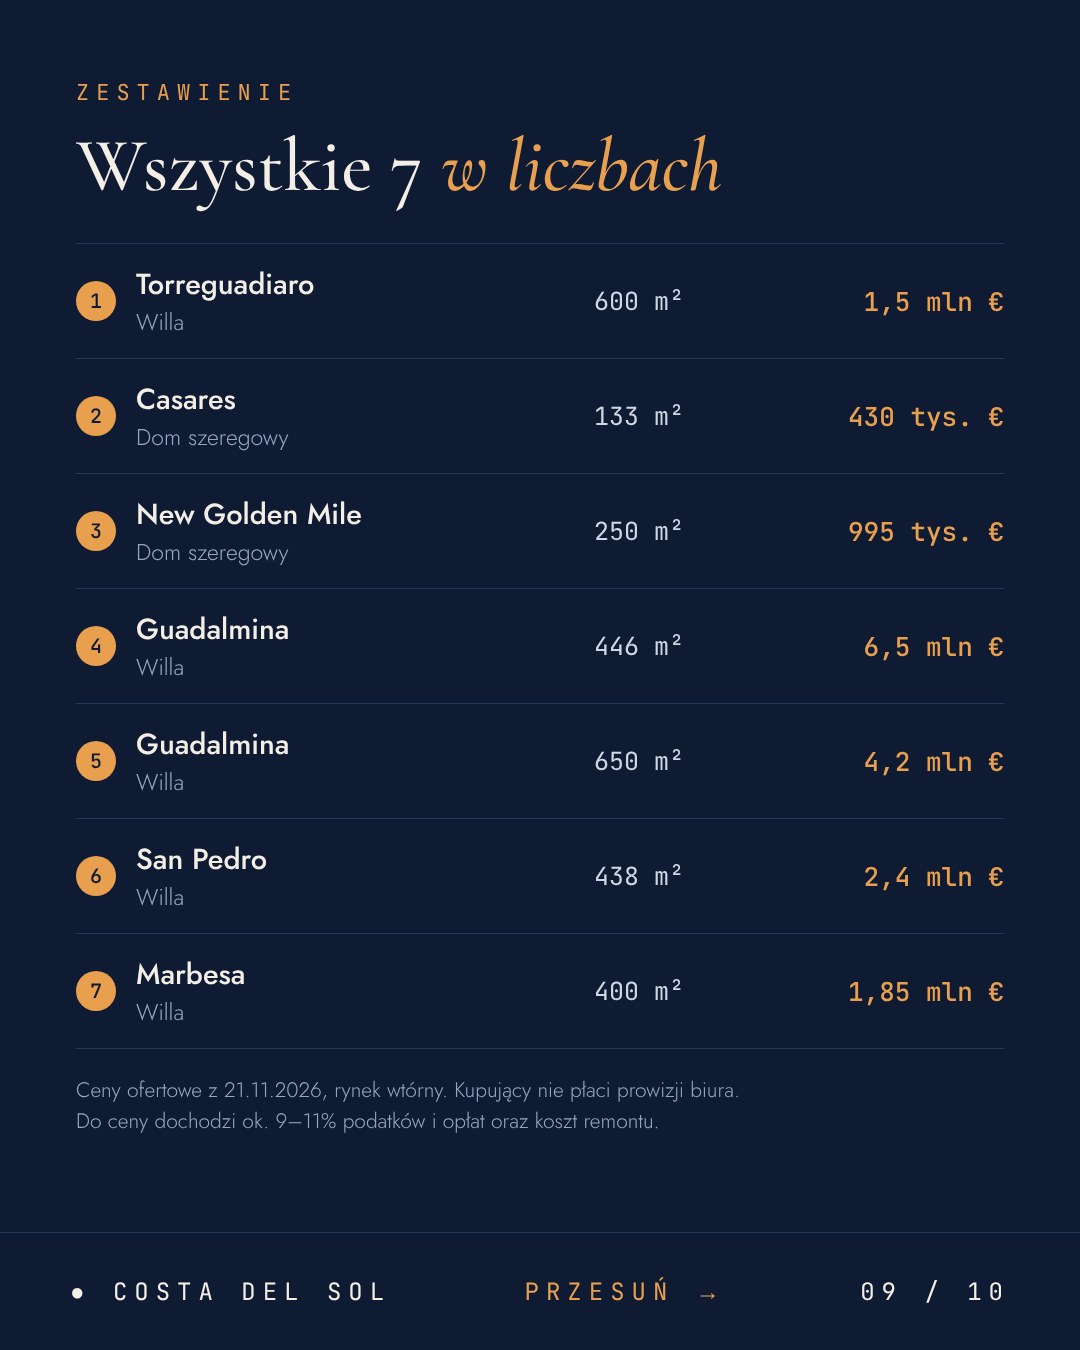 ZESTAWIENIE
Wszystkie 7 w liczbach
1 Torreguadiaro 600 m² 1,5 mln €
Willa
2 Casares 133 m² 430 tys. €
Dom szeregowy
3 New Golden Mile 250 m² 995 tys. €
Dom szeregowy
4 Guadalmina 446 m² 6,5 mln €
Willa
5 Guadalmina 650 m² 4,2 mln €
Willa
6 San Pedro 438 m² 2,4 mln €
Willa
7 Marbesa 400 m² 1,85 mln €
Willa
Ceny ofertowe z 21.11.2026, rynek wtórny. Kupujący nie płaci prowizji biura.
Do ceny dochodzi ok. 9–11% podatków i opłat oraz koszt remontu.
• COSTA DEL SOL PRZESUŃ → 09 / 10